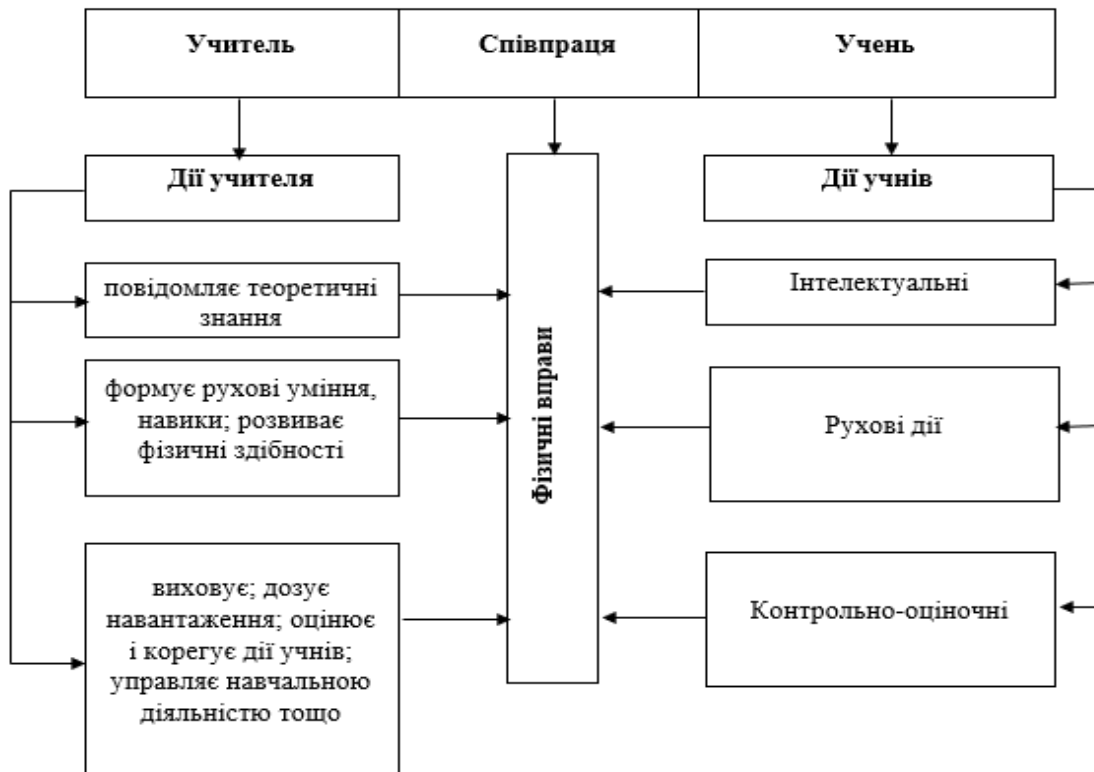 Учитель
Співпраця
Учень
Дії учителя
Дії учнів
повідомляє теоретичні
знання
формує рухові уміння,
навики; розвиває
фізичні здібності
виховує; дозує
навантаження; оцінює
і корегує дії учнів;
управляє навчальною
діяльністю тощо
Фізичні вправи
Інтелектуальні
Рухові дії
Контрольно-оціночні